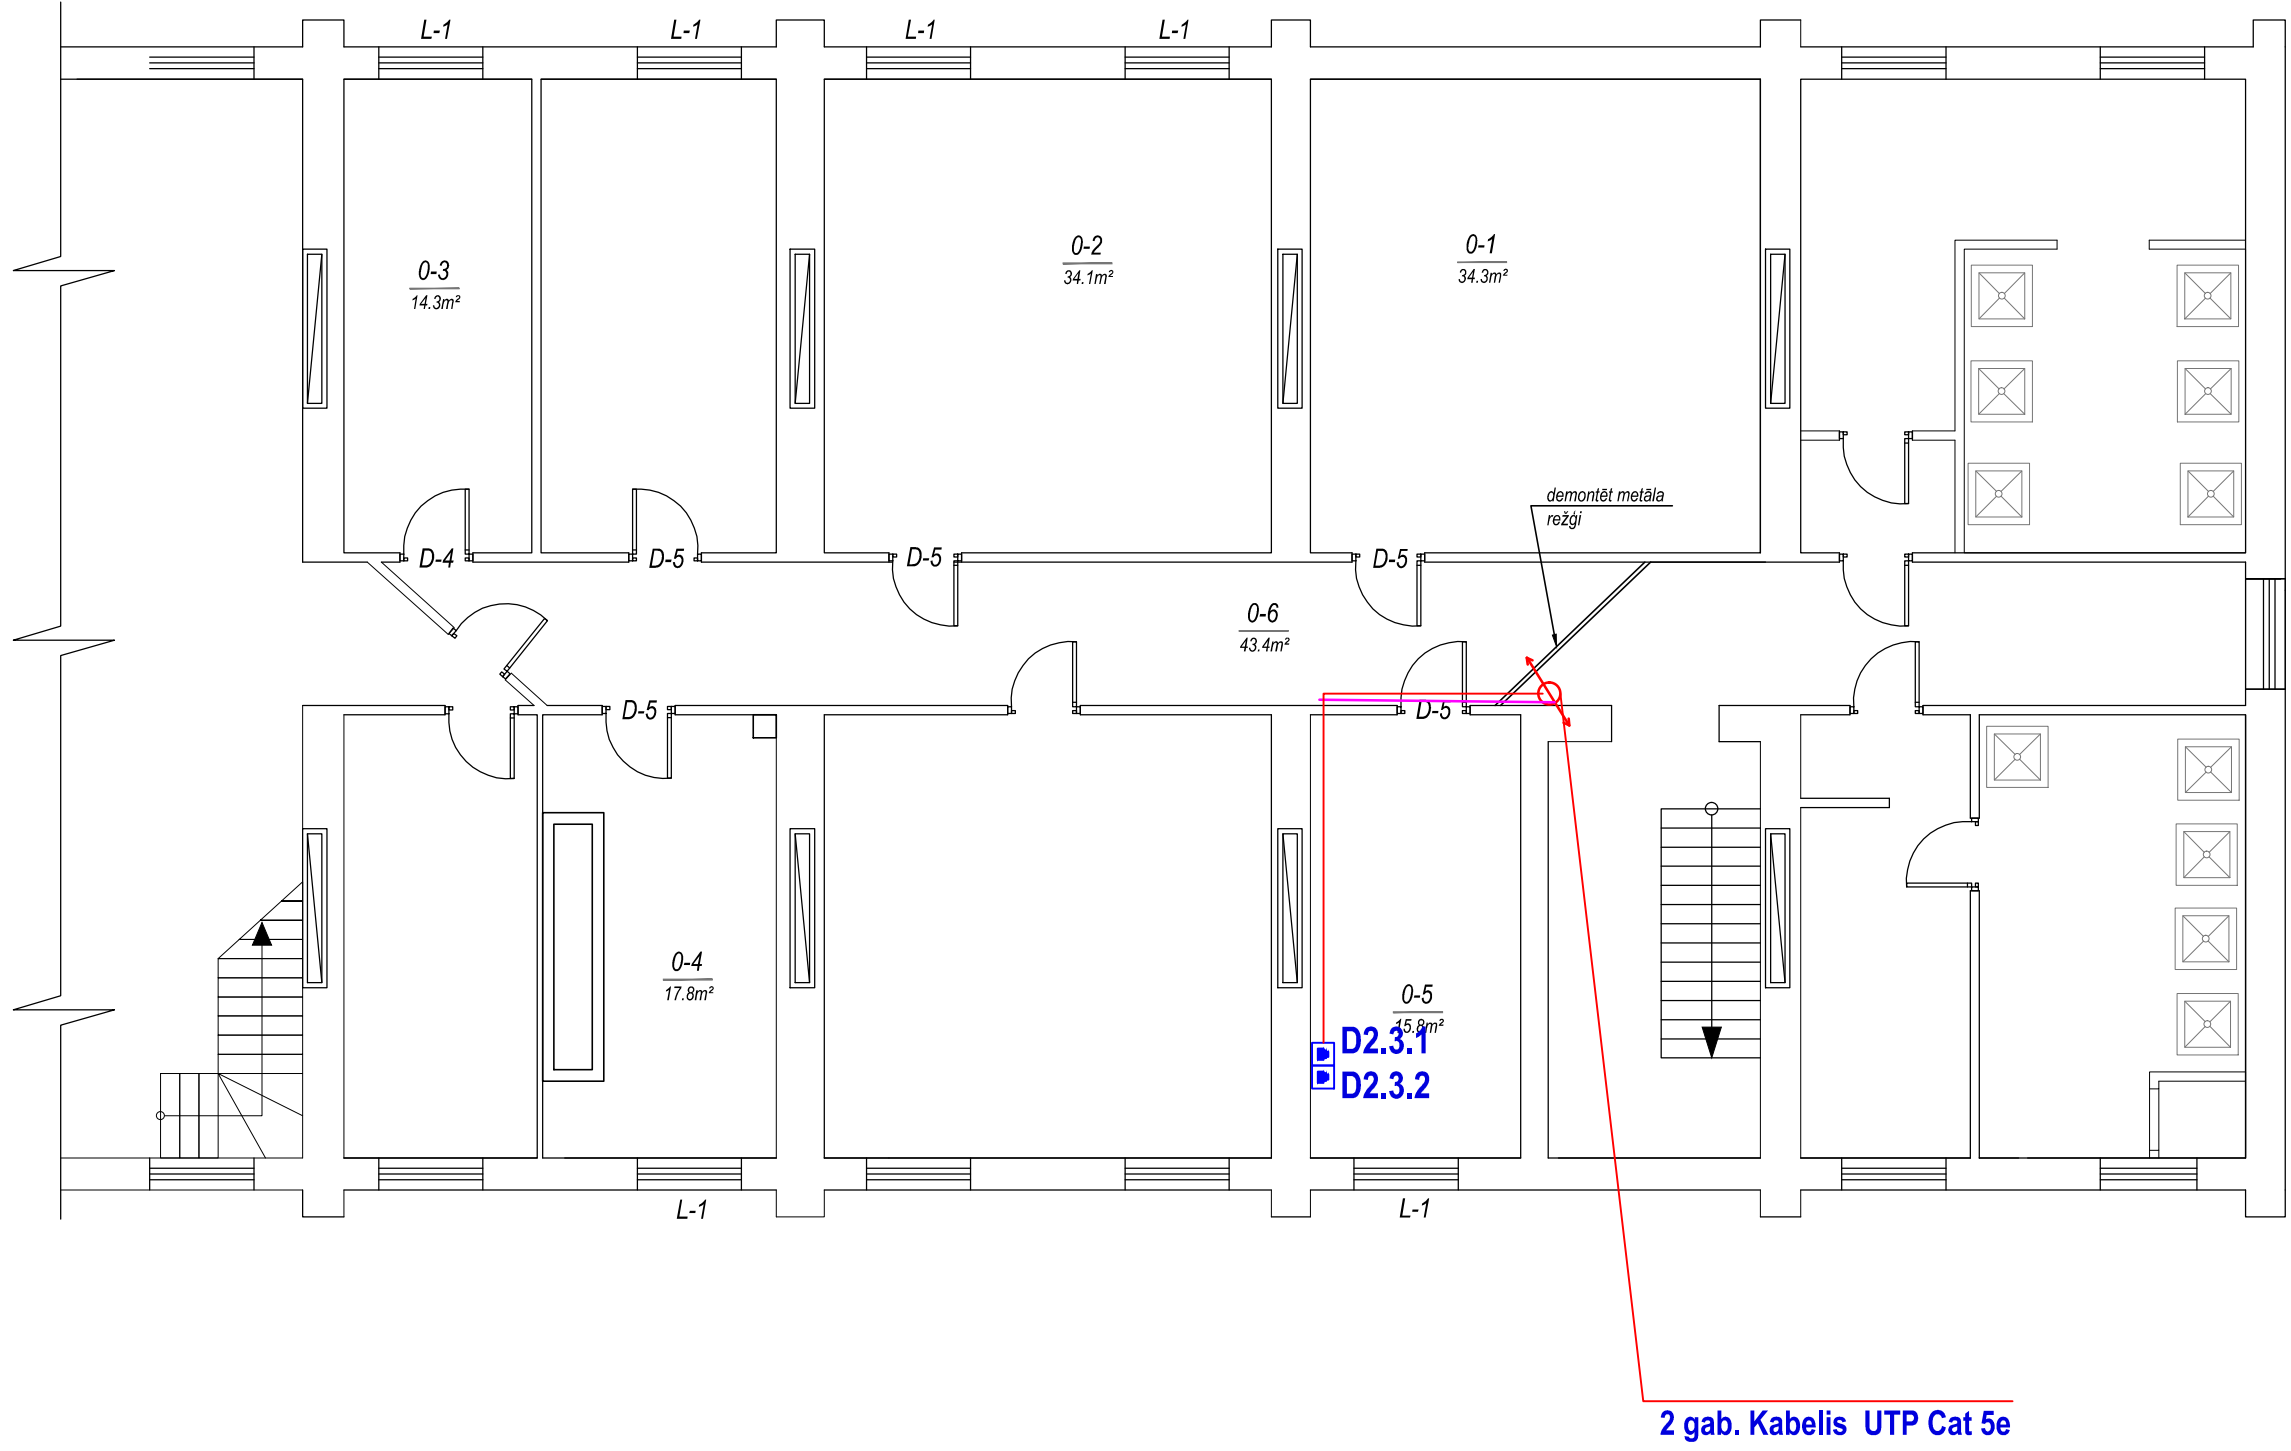 L-1
L-1
L-1
L-1
0-3
14.3m²
0-2
34.1m²
0-1
34.3m²
demontēt metāla
režģi
D-4
D-5
D-5
D-5
0-6
43.4m²
D-5
D-5
0-4
17.8m²
0-5
15.8m²
D2.3.1
D2.3.2
L-1
L-1
2 gab. Kabelis UTP Cat 5e